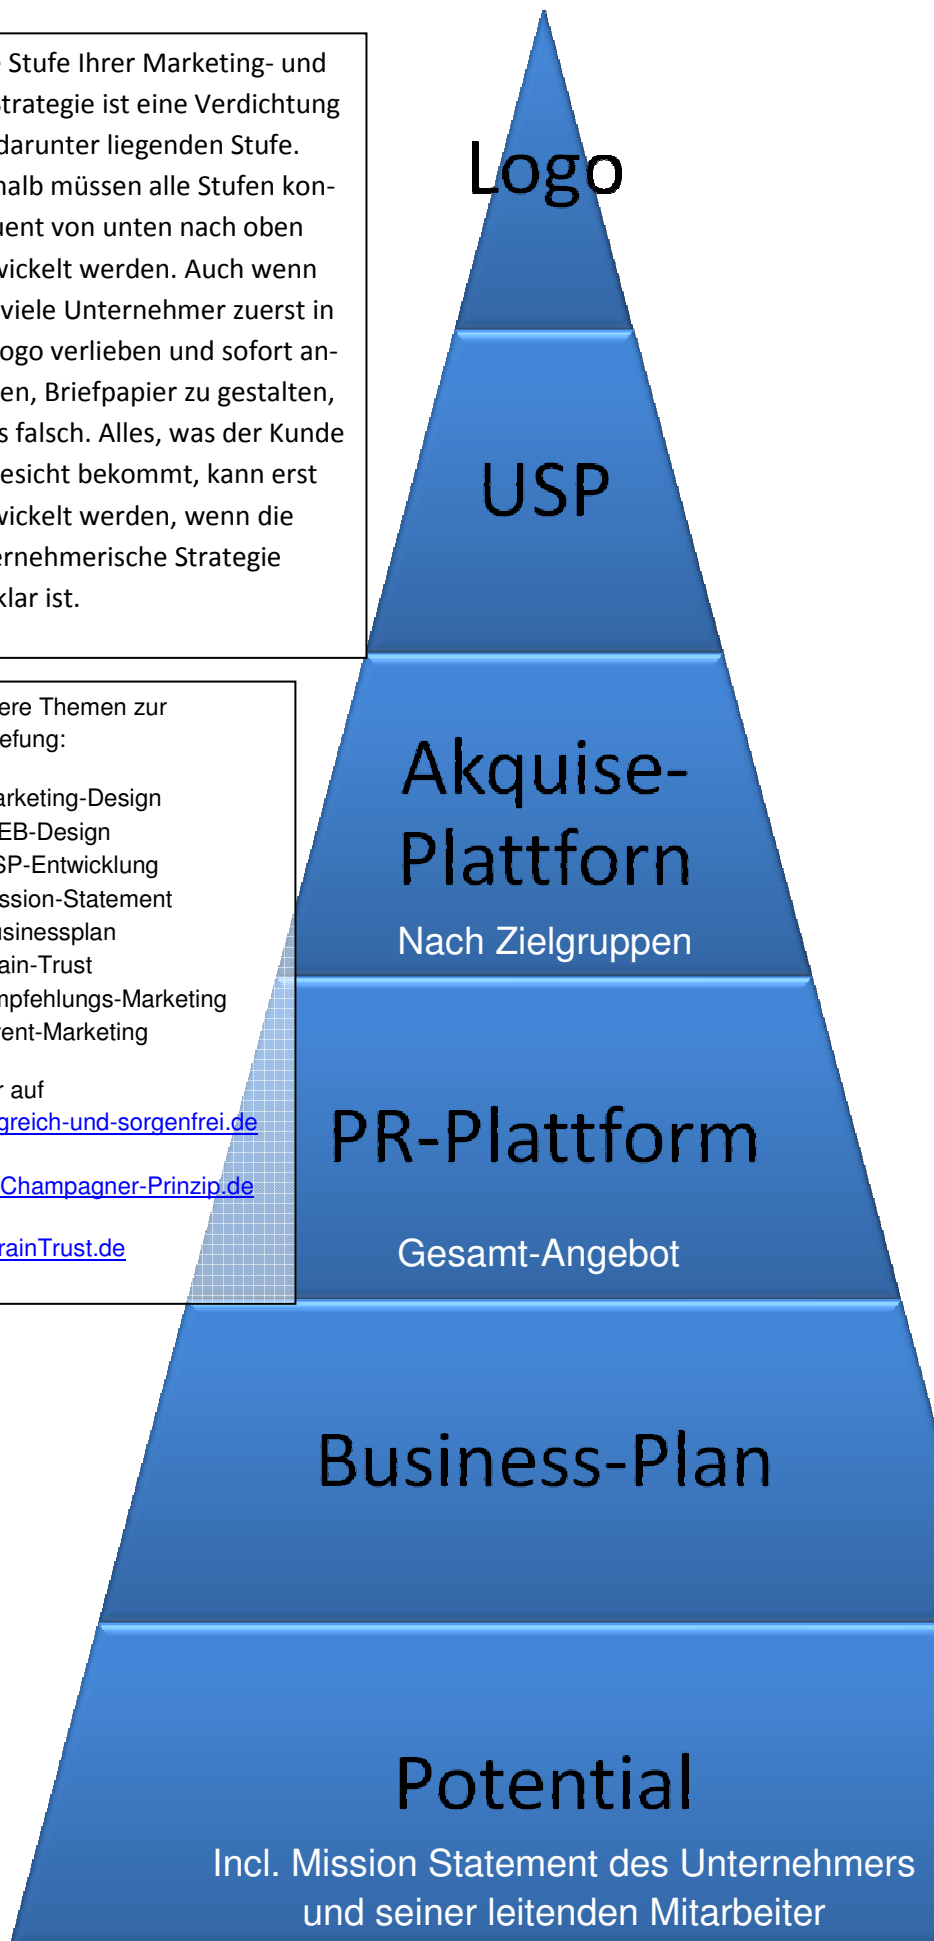 Stufe Ihrer Marketing- und
Strategie ist eine Verdichtung
darunter liegenden Stufe.
halb müssen alle Stufen kon-
uent von unten nach oben
wickelt werden. Auch wenn
viele Unternehmer zuerst in
ogo verlieben und sofort an-
en, Briefpapier zu gestalten,
s falsch. Alles, was der Kunde
esicht bekommt, kann erst
wickelt werden, wenn die
ernehmerische Strategie
klar ist.
ere Themen zur
efung:
arketing-Design
EB-Design
SP-Entwicklung
ssion-Statement
usinessplan
ain-Trust
mpfehlungs-Marketing
ent-Marketing
r auf
greich-und-sorgenfrei.de
Champagner-Prinzip.de
rainTrust.de
Logo
USP
Akquise-
Plattforn
Nach Zielgruppen
PR-Plattform
Gesamt-Angebot
Business-Plan
Potential
Incl. Mission Statement des Unternehmers
und seiner leitenden Mitarbeiter